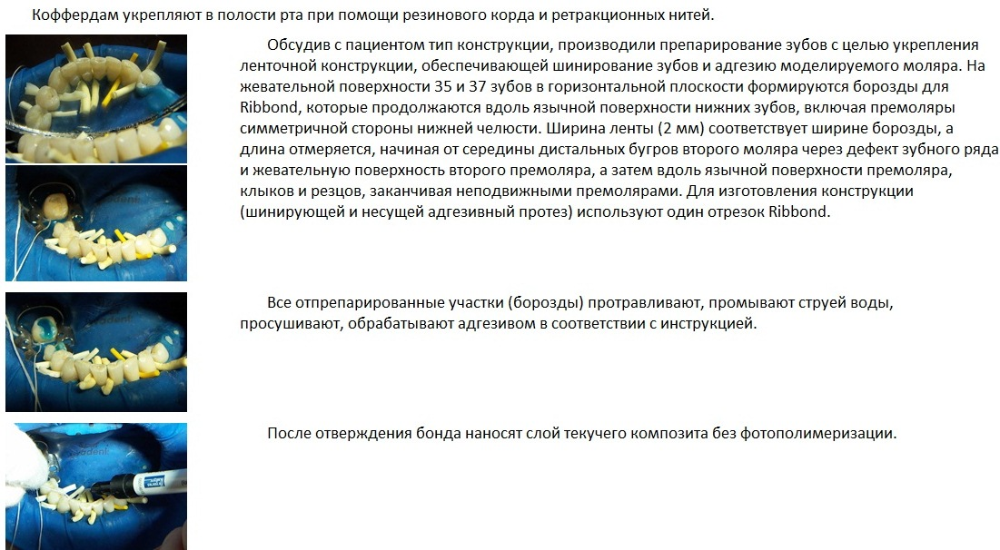 Коффердам укрепляют в полости рта при помощи резинового корда и ретракционных нитей.
Обсудив с пациентом тип конструкции, производили препарирование зубов с целью укрепления
ленточной конструкции, обеспечивающей шинирование зубов и адгезию моделируемого моляра. На
жевательной поверхности 35 и 37 зубов в горизонтальной плоскости формируются борозды для
Ribbond, которые продолжаются вдоль язычной поверхности нижних зубов, включая премоляры
симметричной стороны нижней челюсти. Ширина ленты (2 мм) соответствует ширине борозды, а
длина отмеряется, начиная от середины дистальных бугров второго моляра через дефект зубного ряда
и жевательную поверхность второго премоляра, а затем вдоль язычной поверхности премоляра,
клыков и резцов, заканчивая неподвижными премолярами. Для изготовления конструкции
(шинирующей и несущей адгезивный протез) используют один отрезок Ribbond.
Все отпрепарированные участки (борозды) протравливают, промывают струей воды,
просушивают, обрабатывают адгезивом в соответствии с инструкцией.
После отверждения бонда наносят слой текучего композита без фотополимеризации.